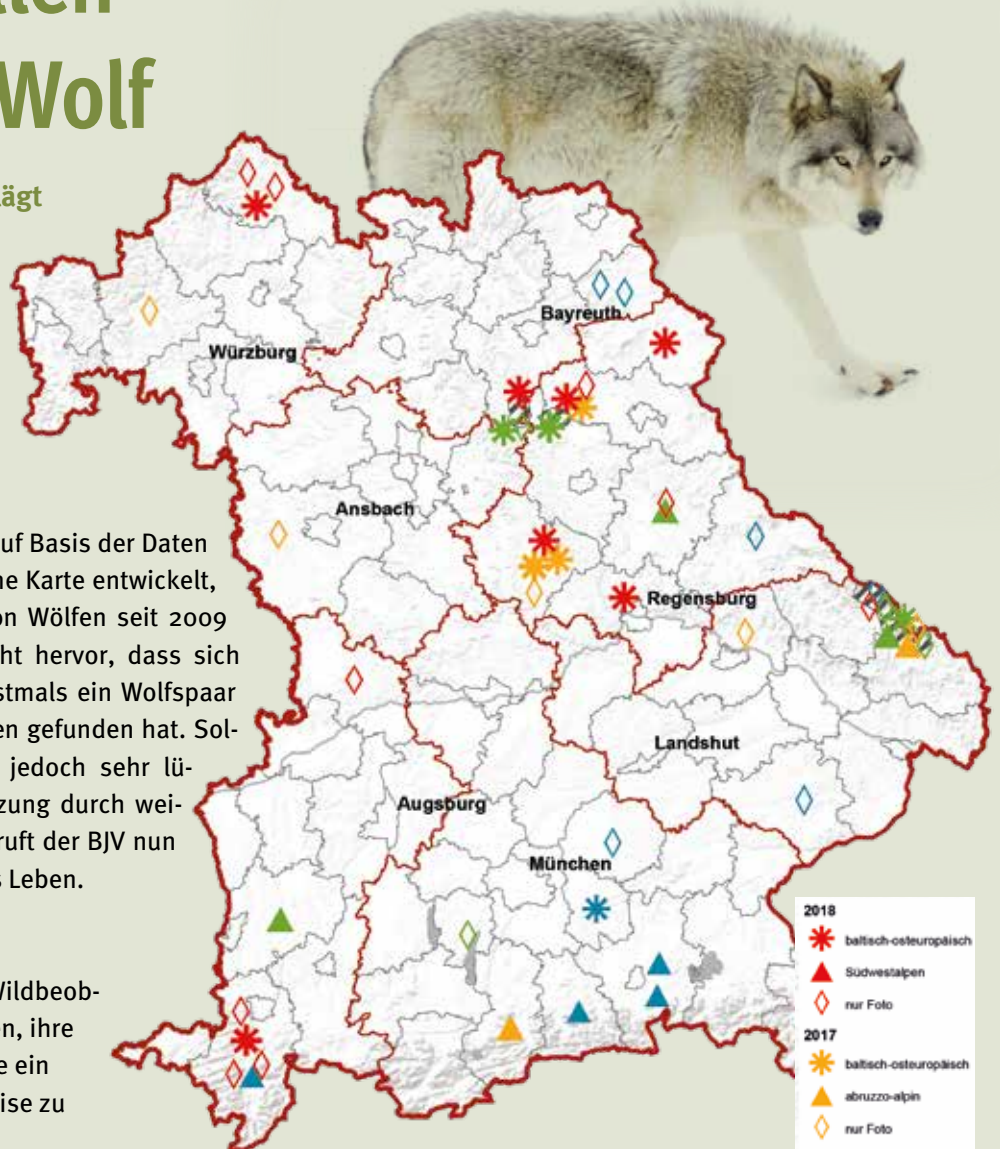 Wolf
uf Basis der Daten
ne Karte entwickelt,
on Wölfen seit 2009
ht hervor, dass sich
stmals ein Wolfspaar
en gefunden hat. Sol-
jedoch sehr lü-
zung durch wei-
ruft der BJV nun
s Leben.
Wildbeob-
en, ihre
e ein
ise zu
Bayreuth
Würzburg
Ansbach
Regensburg
Landshut
Augsburg
München
2018
baltisch-osteuropäisch
Südwestalpen
nur Foto
2017
baltisch-osteuropäisch
abruzzo-alpin
nur Foto